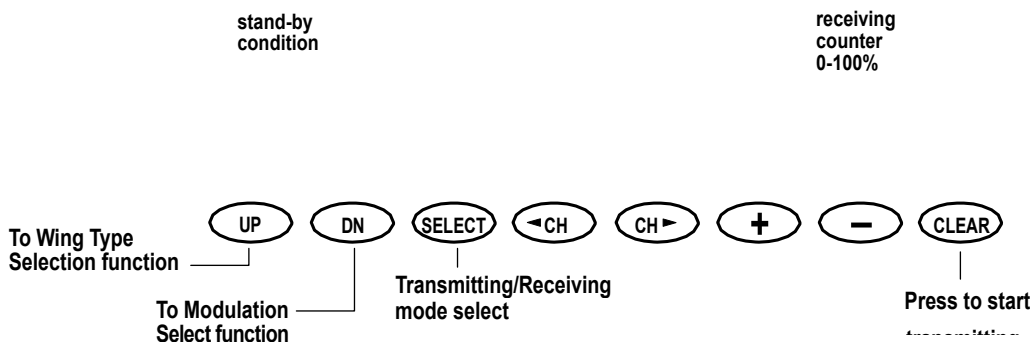 stand-by
condition
receiving
counter
0-100%
UP DN SELECT ◄CH CH► + − CLEAR
To Wing Type
Selection function
To Modulation
Select function
Transmitting/Receiving
mode select
Press to start